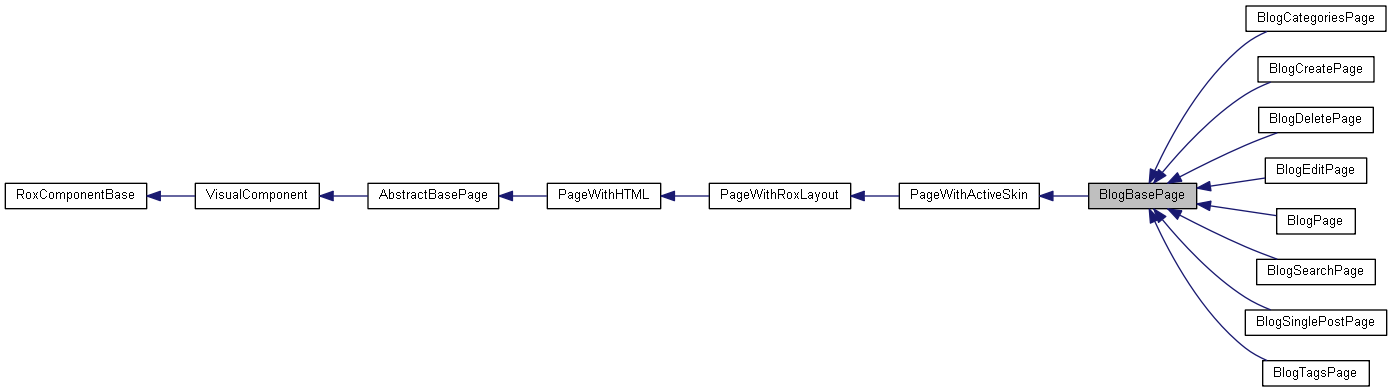 BlogCategoriesPage
BlogCreatePage
BlogDeletePage
BlogEditPage
RoxComponentBase
VisualComponent
AbstractBasePage
PageWithHTML
PageWithRoxLayout
PageWithActiveSkin
BlogBasePage
BlogPage
BlogSearchPage
BlogSinglePostPage
BlogTagsPage